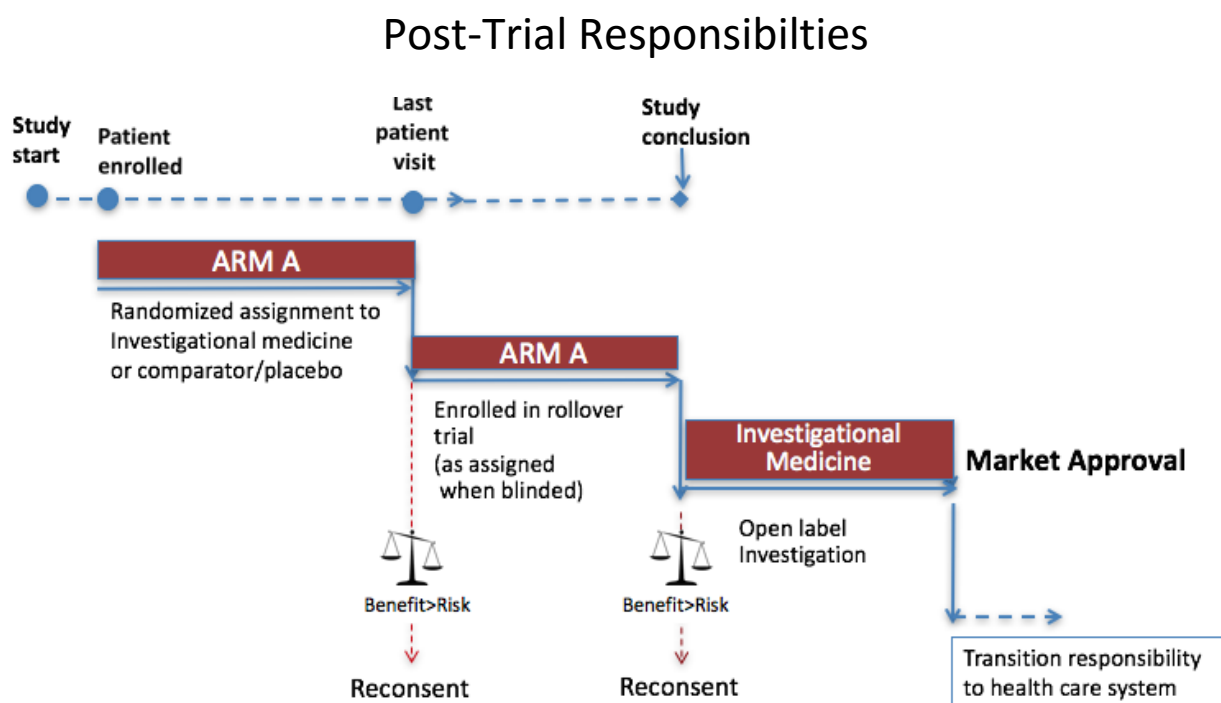 Post-Trial Responsibilties
Study
start
Patient
enrolled
Last
patient
visit
Study
conclusion
ARM A
Randomized assignment to
Investigational medicine
or comparator/placebo
ARM A
Enrolled in rollover
trial
(as assigned
when blinded)
Investigational
Medicine
Market Approval
Open label
Investigation
Benefit>Risk
Benefit>Risk
Reconsent
Reconsent
Transition responsibility
to health care system